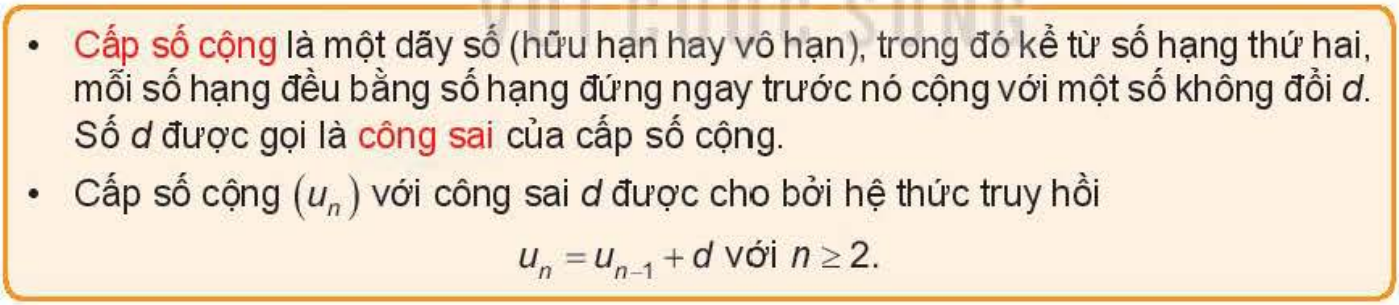 VỚI CUỘC SỐNG
• Cấp số cộng là một dãy số (hữu hạn hay vô hạn), trong đó kể từ số hạng thứ hai,
mỗi số hạng đều bằng số hạng đứng ngay trước nó cộng với một số không đổi d.
Số d được gọi là công sai của cấp số cộng.
• Cấp số cộng (uₙ) với công sai d được cho bởi hệ thức truy hồi
uₙ = uₙ₋₁ + d với n ≥ 2.